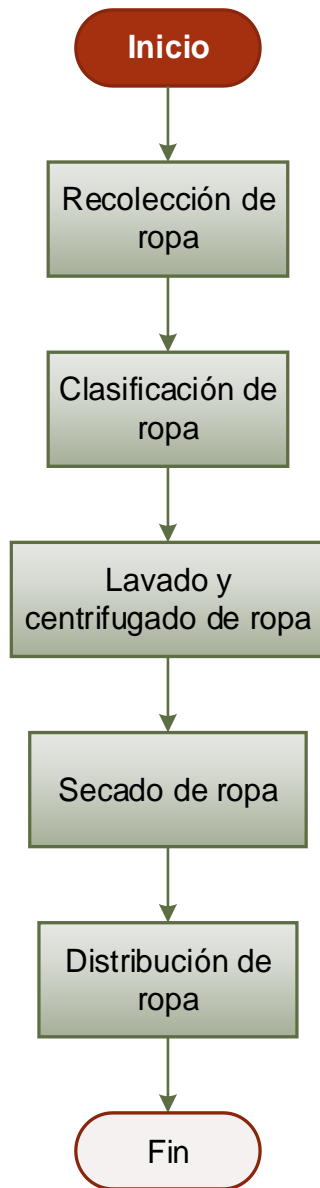 Inicio
Recolección de
ropa
Clasificación de
ropa
Lavado y
centrifugado de ropa
Secado de ropa
Distribución de
ropa
Fin